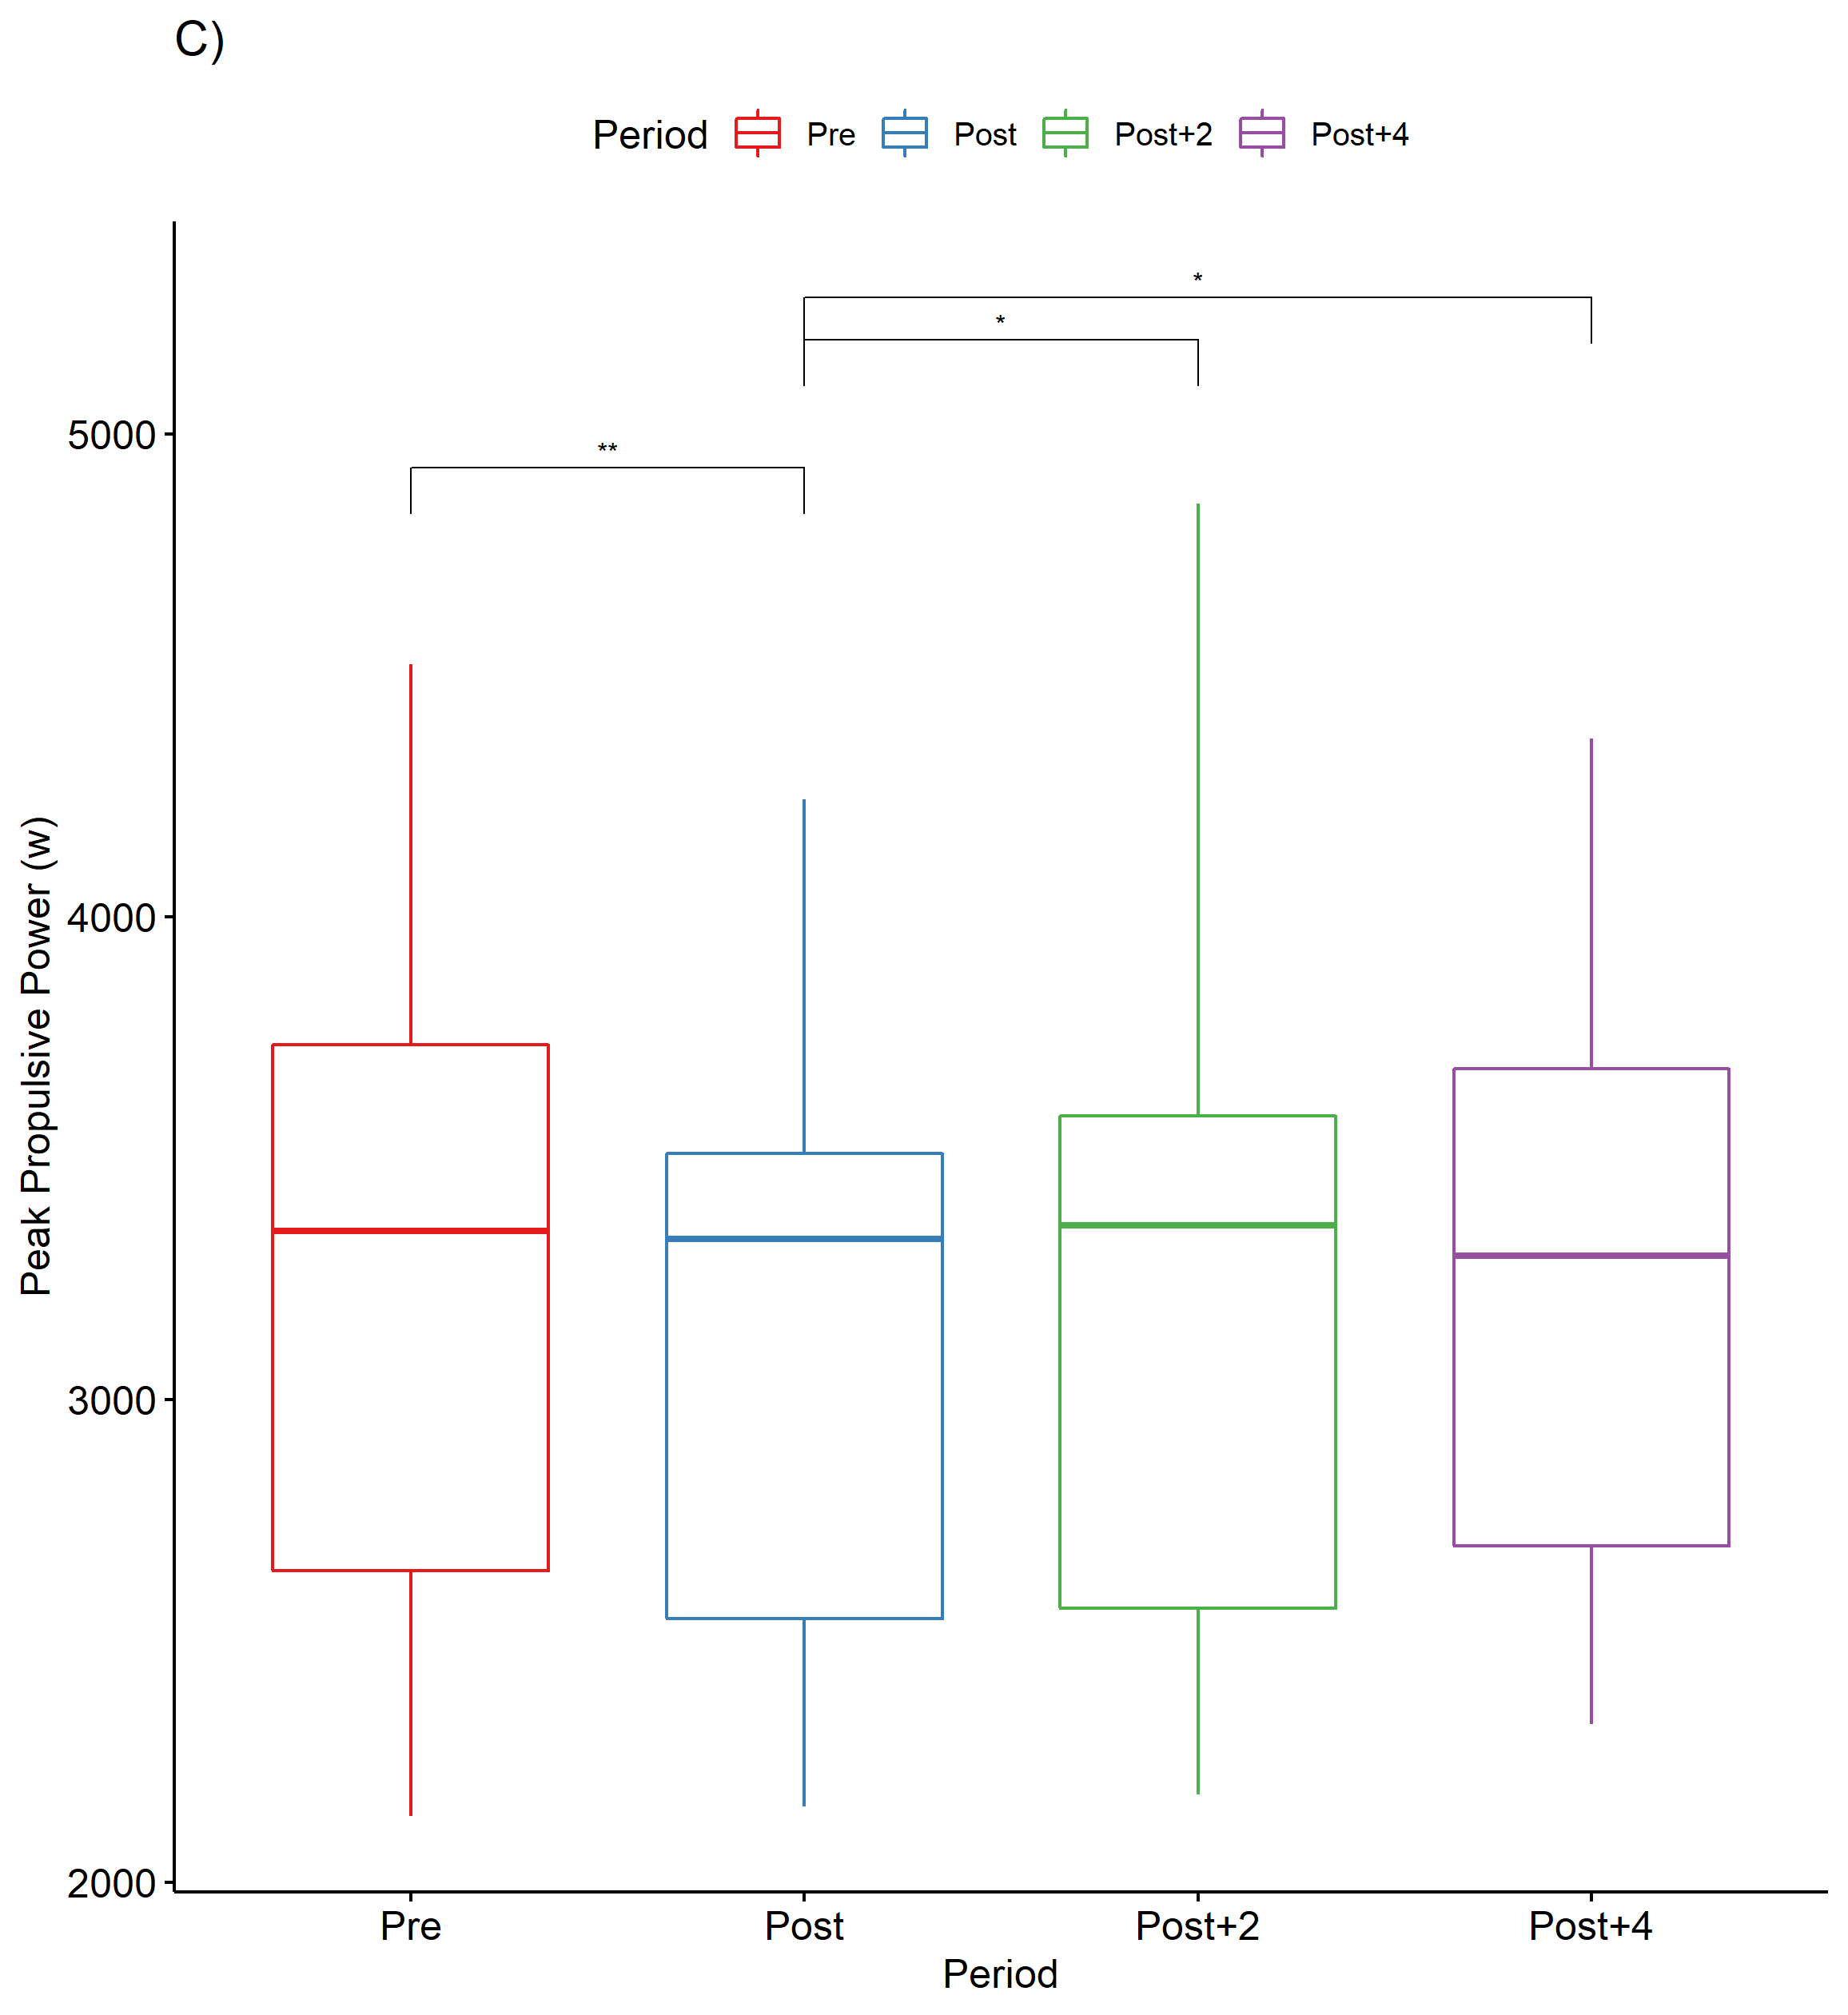 C)
Period Pre Post Post+2 Post+4
*
*
**
5000
4000
3000
2000
Peak Propulsive Power (w)
Pre Post Post+2 Post+4
Period